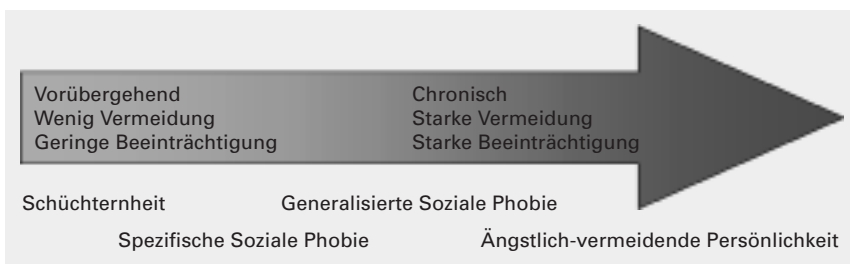 Vorübergehend
Wenig Vermeidung
Geringe Beeinträchtigung
Chronisch
Starke Vermeidung
Starke Beeinträchtigung
Schüchternheit
Generalisierte Soziale Phobie
Spezifische Soziale Phobie
Ängstlich-vermeidende Persönlichkeit